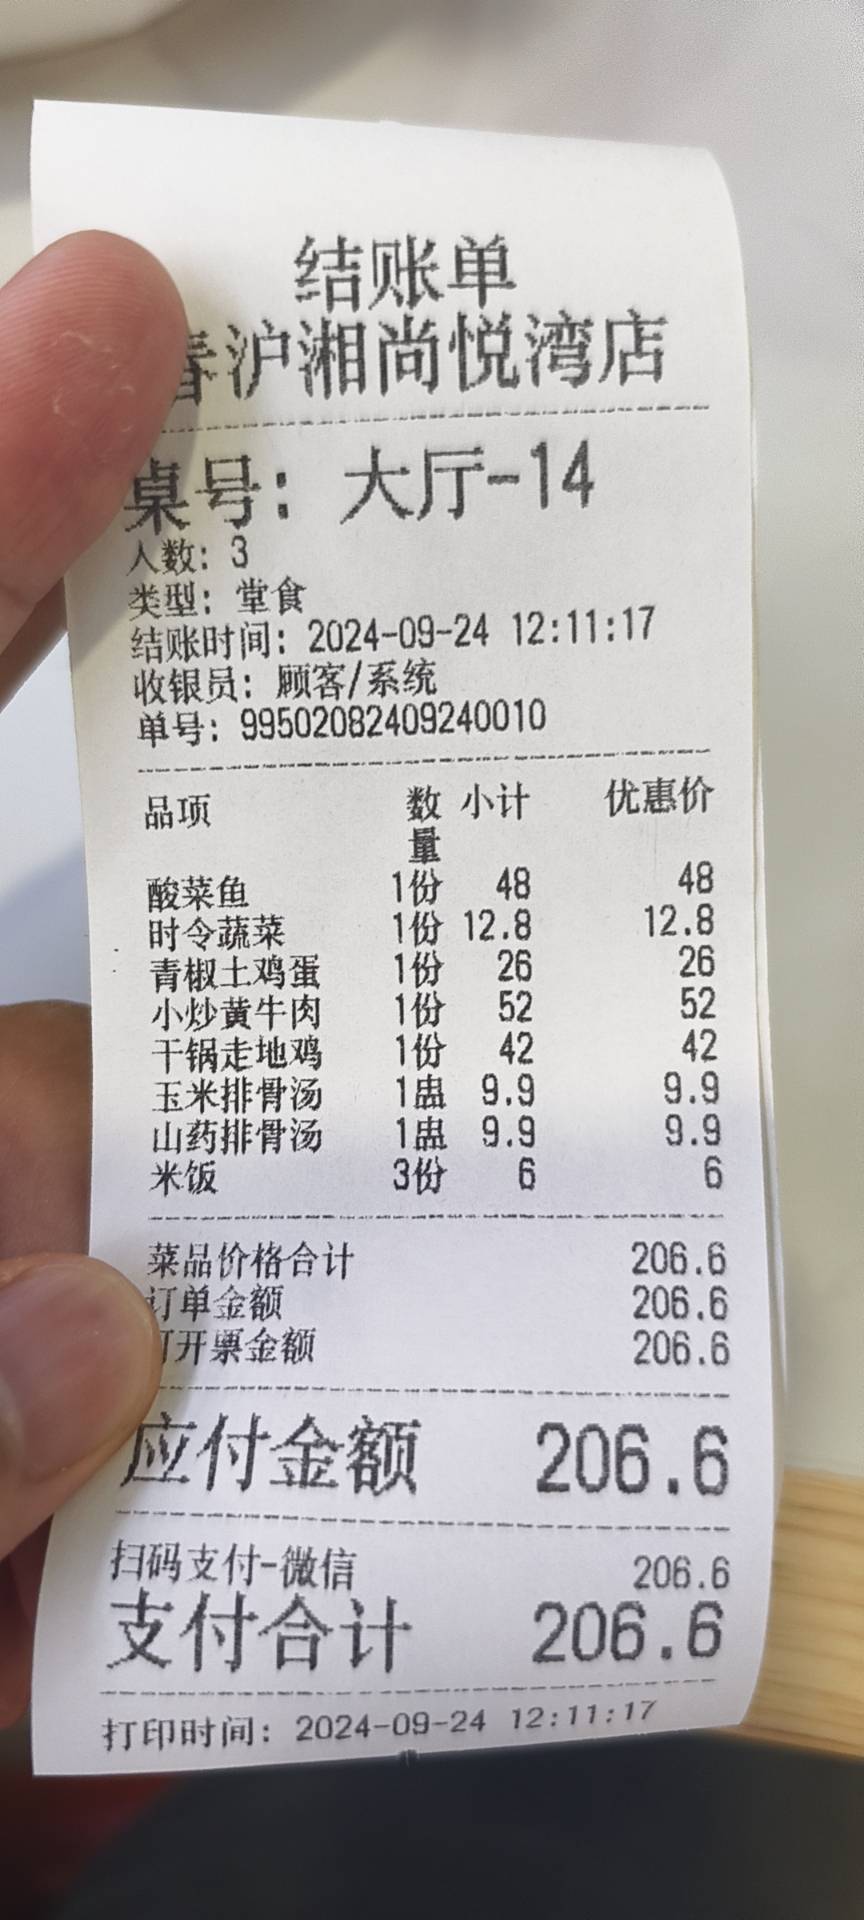 结账单
春沪湘尚悦湾店
桌号: 大厅-14
人数: 3
类型: 堂食
结账时间: 2024-09-24 12:11:17
收银员: 顾客/系统
单号: 99502082409240010
品项 数量 小计 优惠价
酸菜鱼 1份 48 48
时令蔬菜 1份 12.8 12.8
青椒土鸡蛋 1份 26 26
小炒黄牛肉 1份 52 52
干锅走地鸡 1份 42 42
玉米排骨汤 1盅 9.9 9.9
山药排骨汤 1盅 9.9 9.9
米饭 3份 6 6
菜品价格合计 206.6
订单金额 206.6
可开票金额 206.6
应付金额 206.6
扫码支付-微信 206.6
支付合计 206.6
打印时间: 2024-09-24 12:11:17